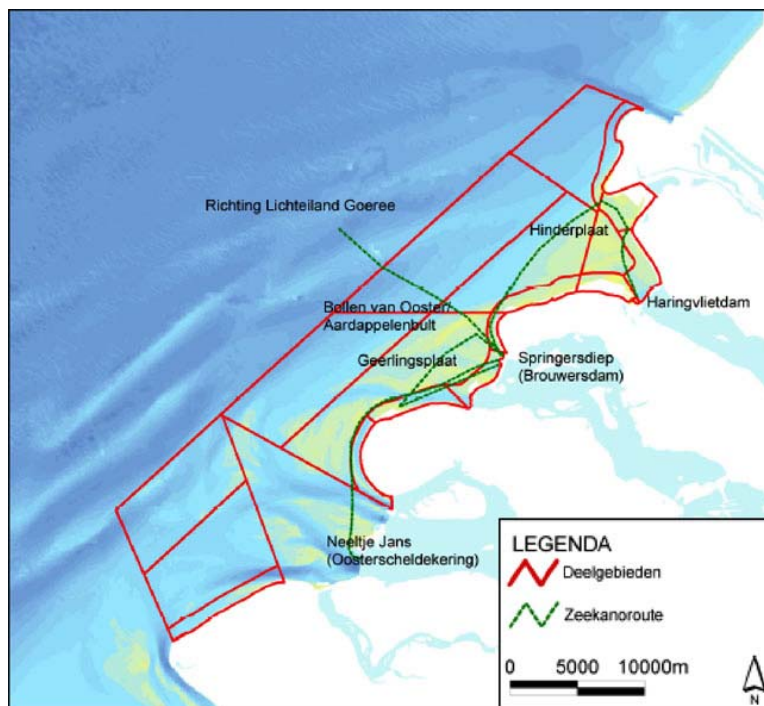 Richting Lichteiland Goeree
Hinderplaat
Haringvlietdam
Bollen van Ooster/
Aardappelenbult
Geerlingsplaat
Springersdiep
(Brouwersdam)
Neeltje Jans
(Oosterscheldekering)
LEGENDA
Deelgebieden
Zeekanoroute
0 5000 10000m
N